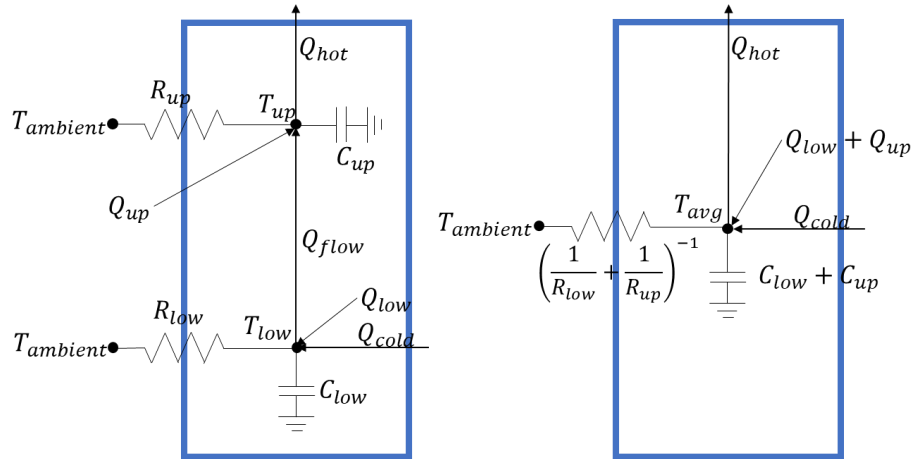 Q_hot
R_up
T_up
T_ambient
C_up
Q_up
Q_flow
Q_low
R_low
T_low
Q_cold
T_ambient
C_low
Q_hot
Q_low + Q_up
T_avg
Q_cold
T_ambient
(1/R_low + 1/R_up)^-1
C_low + C_up